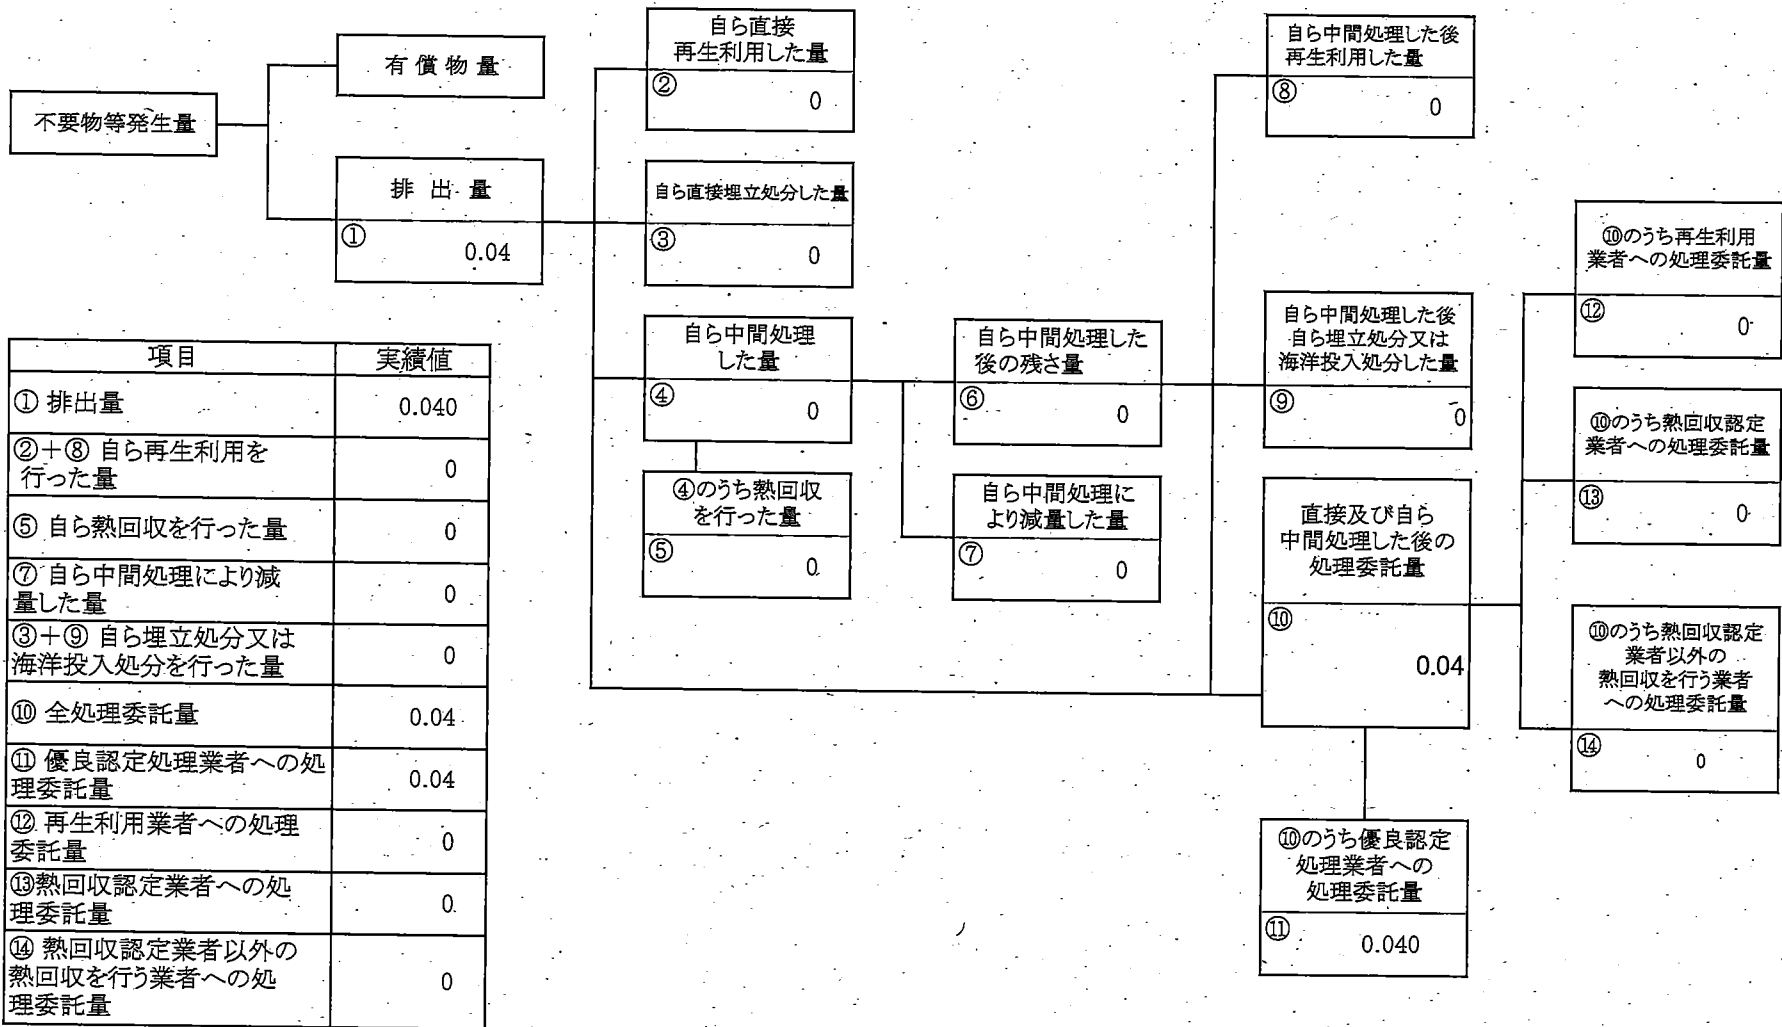 不要物等発生量
有償物量
排出量
① 0.04
自ら直接
再生利用した量
② 0
自ら直接埋立処分した量
③ 0
自ら中間処理
した量
④ 0
④のうち熱回収
を行った量
⑤ 0
自ら中間処理した
後の残さ量
⑥ 0
自ら中間処理に
より減量した量
⑦ 0
自ら中間処理した後
再生利用した量
⑧ 0
自ら中間処理した後
自ら埋立処分又は
海洋投入処分した量
⑨ 0
直接及び自ら
中間処理した後の
処理委託量
⑩ 0.04
⑩のうち優良認定
処理業者への
処理委託量
⑪ 0.040
⑩のうち再生利用
業者への処理委託量
⑫ 0
⑩のうち熱回収認定
業者への処理委託量
⑬ 0
⑩のうち熱回収認定
業者以外の
熱回収を行う業者
への処理委託量
⑭ 0
項目 実績値
① 排出量 0.040
②+⑧ 自ら再生利用を
行った量 0
⑤ 自ら熱回収を行った量 0
⑦ 自ら中間処理により減
量した量 0
③+⑨ 自ら埋立処分又は
海洋投入処分を行った量 0
⑩ 全処理委託量 0.04
⑪ 優良認定処理業者への処
理委託量 0.04
⑫ 再生利用業者への処理
委託量 0
⑬熱回収認定業者への処
理委託量 0
⑭ 熱回収認定業者以外の
熱回収を行う業者への処
理委託量 0